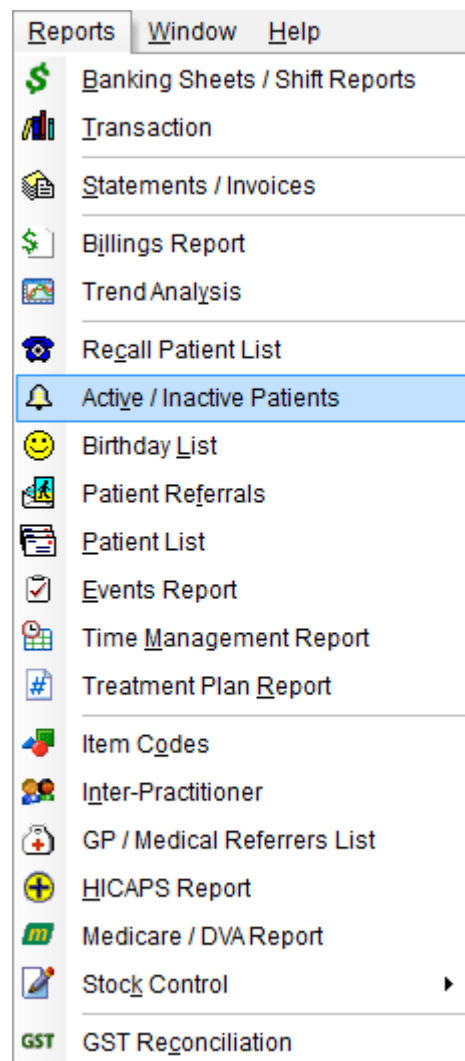 Reports Window Help
Banking Sheets / Shift Reports
Transaction
Statements / Invoices
$ Billings Report
Trend Analysis
Recall Patient List
Active / Inactive Patients
Birthday List
Patient Referrals
Patient List
Events Report
Time Management Report
# Treatment Plan Report
Item Codes
Inter-Practitioner
GP / Medical Referrers List
HICAPS Report
m Medicare / DVA Report
Stock Control
GST GST Reconciliation